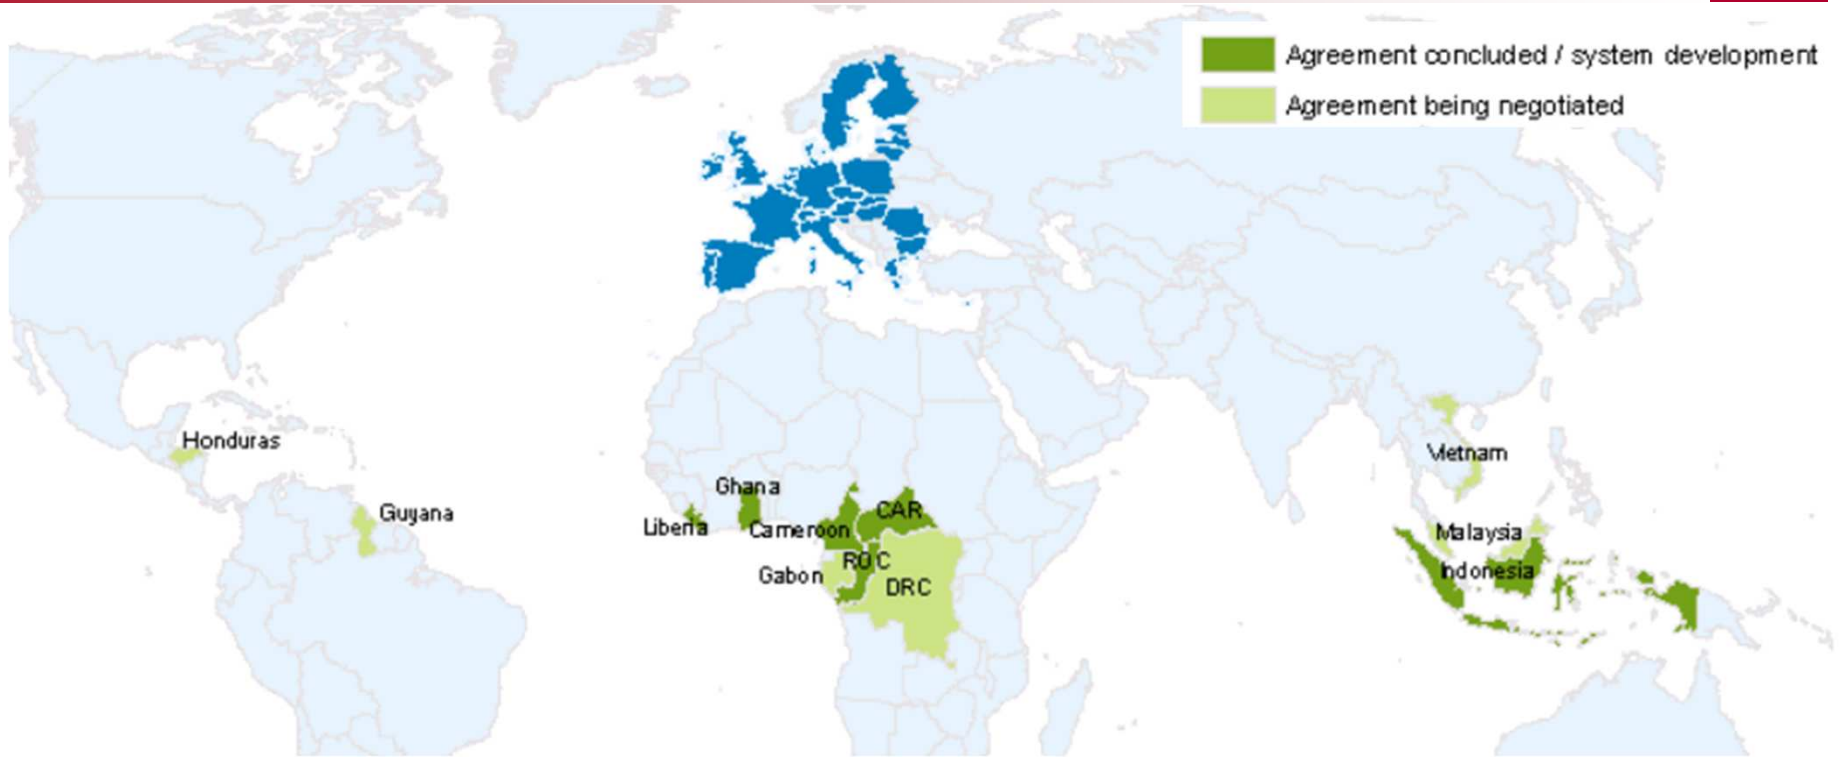 Agreement concluded / system development
Agreement being negotiated
Honduras
Guyana
Ghana
Liberia
Cameroon
CAR
ROC
Gabon
DRC
Vietnam
Malaysia
Indonesia